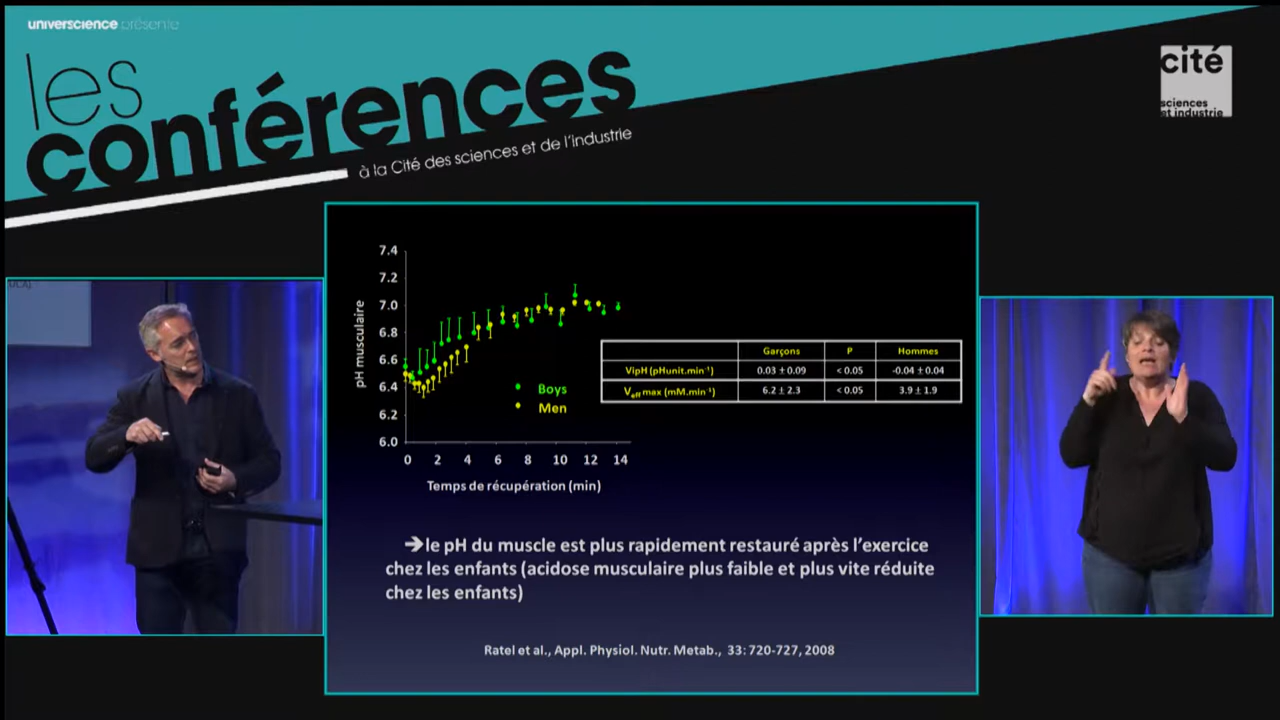 universcience présente
les
conférences
à la Cité des sciences et de l'industrie
cité
sciences
et industrie
UCA)
pH musculaire
7.4
7.2
7.0
6.8
6.6
6.4
6.2
6.0
Boys
Men
0 2 4 6 8 10 12 14
Temps de récupération (min)
Garçons P Hommes
VipH (pHunit.min⁻¹) 0.03 ± 0.09 < 0.05 -0.04 ± 0.04
Veff max (mM.min⁻¹) 6.2 ± 2.3 < 0.05 3.9 ± 1.9
➔le pH du muscle est plus rapidement restauré après l'exercice
chez les enfants (acidose musculaire plus faible et plus vite réduite
chez les enfants)
Ratel et al., Appl. Physiol. Nutr. Metab., 33: 720-727, 2008